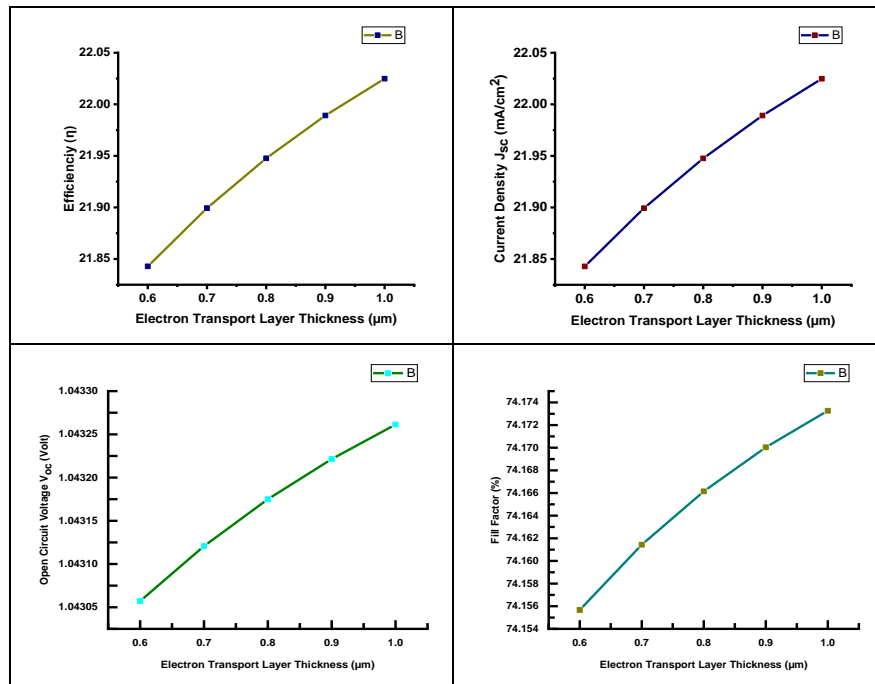 B
22.05
22.00
21.95
21.90
21.85
Efficienciy (η)
0.6 0.7 0.8 0.9 1.0
Electron Transport Layer Thickness (µm)
B
22.05
22.00
21.95
21.90
21.85
Current Density JSC (mA/cm²)
0.6 0.7 0.8 0.9 1.0
Electron Transport Layer Thickness (µm)
B
1.04330
1.04325
1.04320
1.04315
1.04310
1.04305
Open Circuit Voltage VOC (Volt)
0.6 0.7 0.8 0.9 1.0
Electron Transport Layer Thickness (µm)
B
74.174
74.172
74.170
74.168
74.166
74.164
74.162
74.160
74.158
74.156
74.154
Fill Factor (%)
0.6 0.7 0.8 0.9 1.0
Electron Transport Layer Thickness (µm)